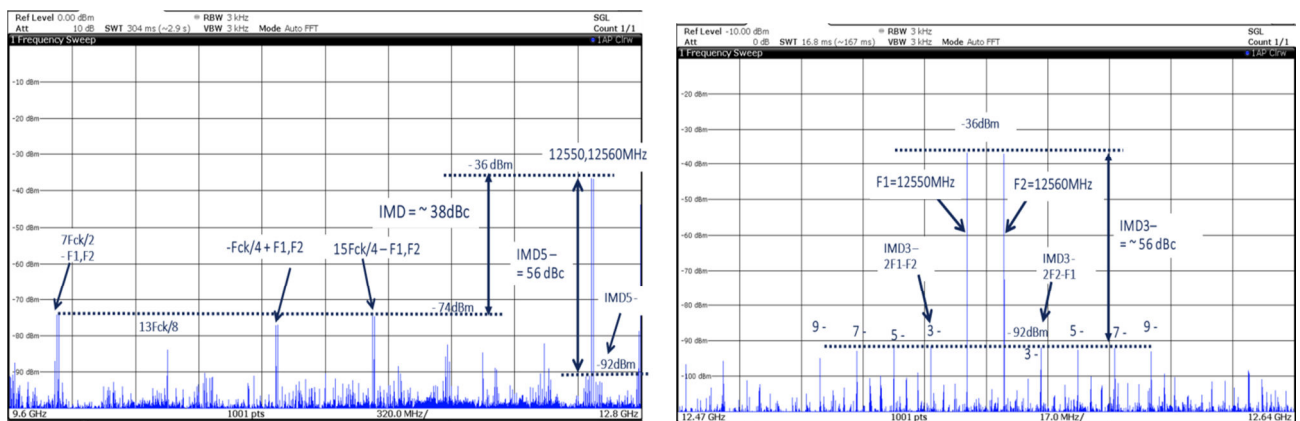 Ref Level 0.00 dBm RBW 3 kHz SGL
Att 10 dB SWT 304 ms (~2.9 s) VBW 3 kHz Mode Auto FFT Count 1/1
1 Frequency Sweep 1AP Clrw
-10 dBm
-20 dBm
-30 dBm
12550,12560MHz
- 36 dBm
-40 dBm
-50 dBm
IMD = ~ 38dBc
7Fck/2
- F1,F2
-Fck/4 + F1,F2
15Fck/4 – F1,F2
IMD5 –
= 56 dBc
-60 dBm
-70 dBm
- 74dBm
IMD5-
13Fck/8
-80 dBm
-92dBm
-90 dBm
9.6 GHz 1001 pts 320.0 MHz/ 12.8 GHz
Ref Level -10.00 dBm RBW 3 kHz SGL
Att 0 dB SWT 16.8 ms (~167 ms) VBW 3 kHz Mode Auto FFT Count 1/1
1 Frequency Sweep 1AP Clrw
-20 dBm
-30 dBm
-36dBm
-40 dBm
F1=12550MHz
F2=12560MHz
-50 dBm
-60 dBm
IMD3–
2F1-F2
IMD3-
2F2-F1
IMD3–
= ~ 56 dBc
-70 dBm
-80 dBm
9 - 7 - 5 - 3 - - 92dBm 5 - 7 - 9 -
3 -
-90 dBm
-100 dBm
12.47 GHz 1001 pts 17.0 MHz/ 12.64 GHz